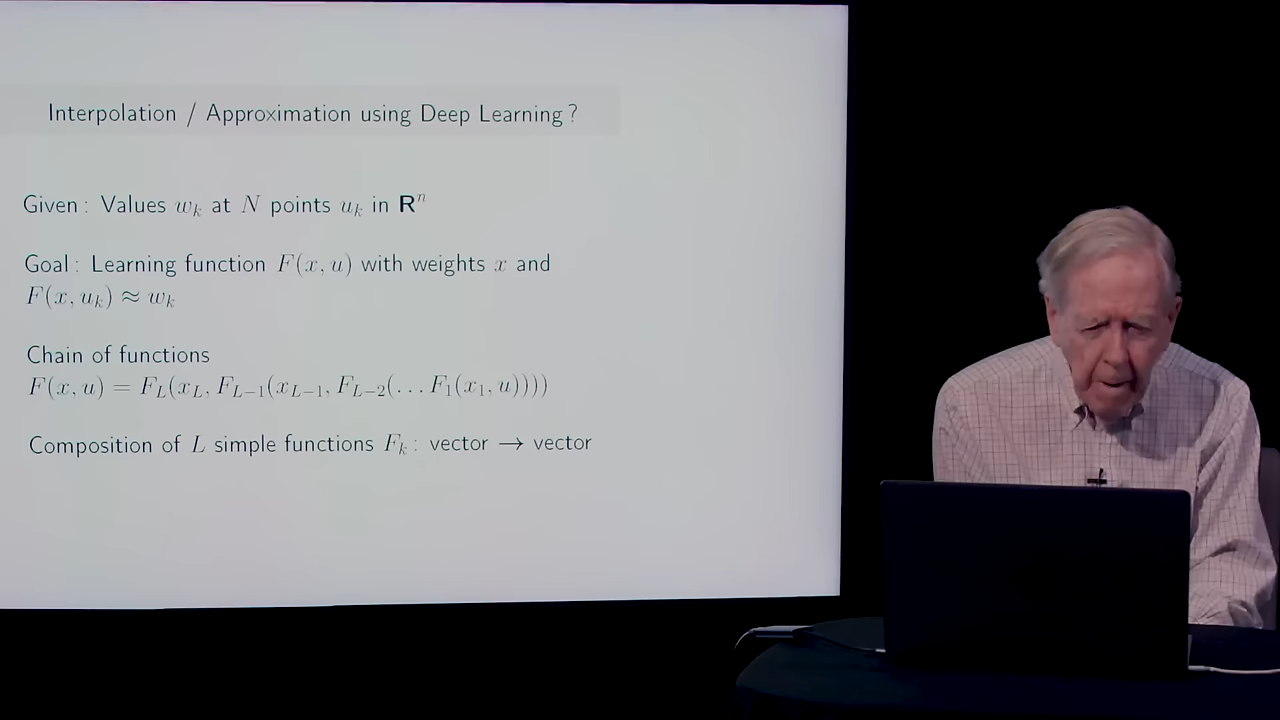 Interpolation / Approximation using Deep Learning ?
Given : Values w_k at N points u_k in R^n
Goal : Learning function F(x, u) with weights x and
F(x, u_k) ≈ w_k
Chain of functions
F(x, u) = F_L(x_L, F_{L−1}(x_{L−1}, F_{L−2}(. . . F_1(x_1, u))))
Composition of L simple functions F_k : vector → vector